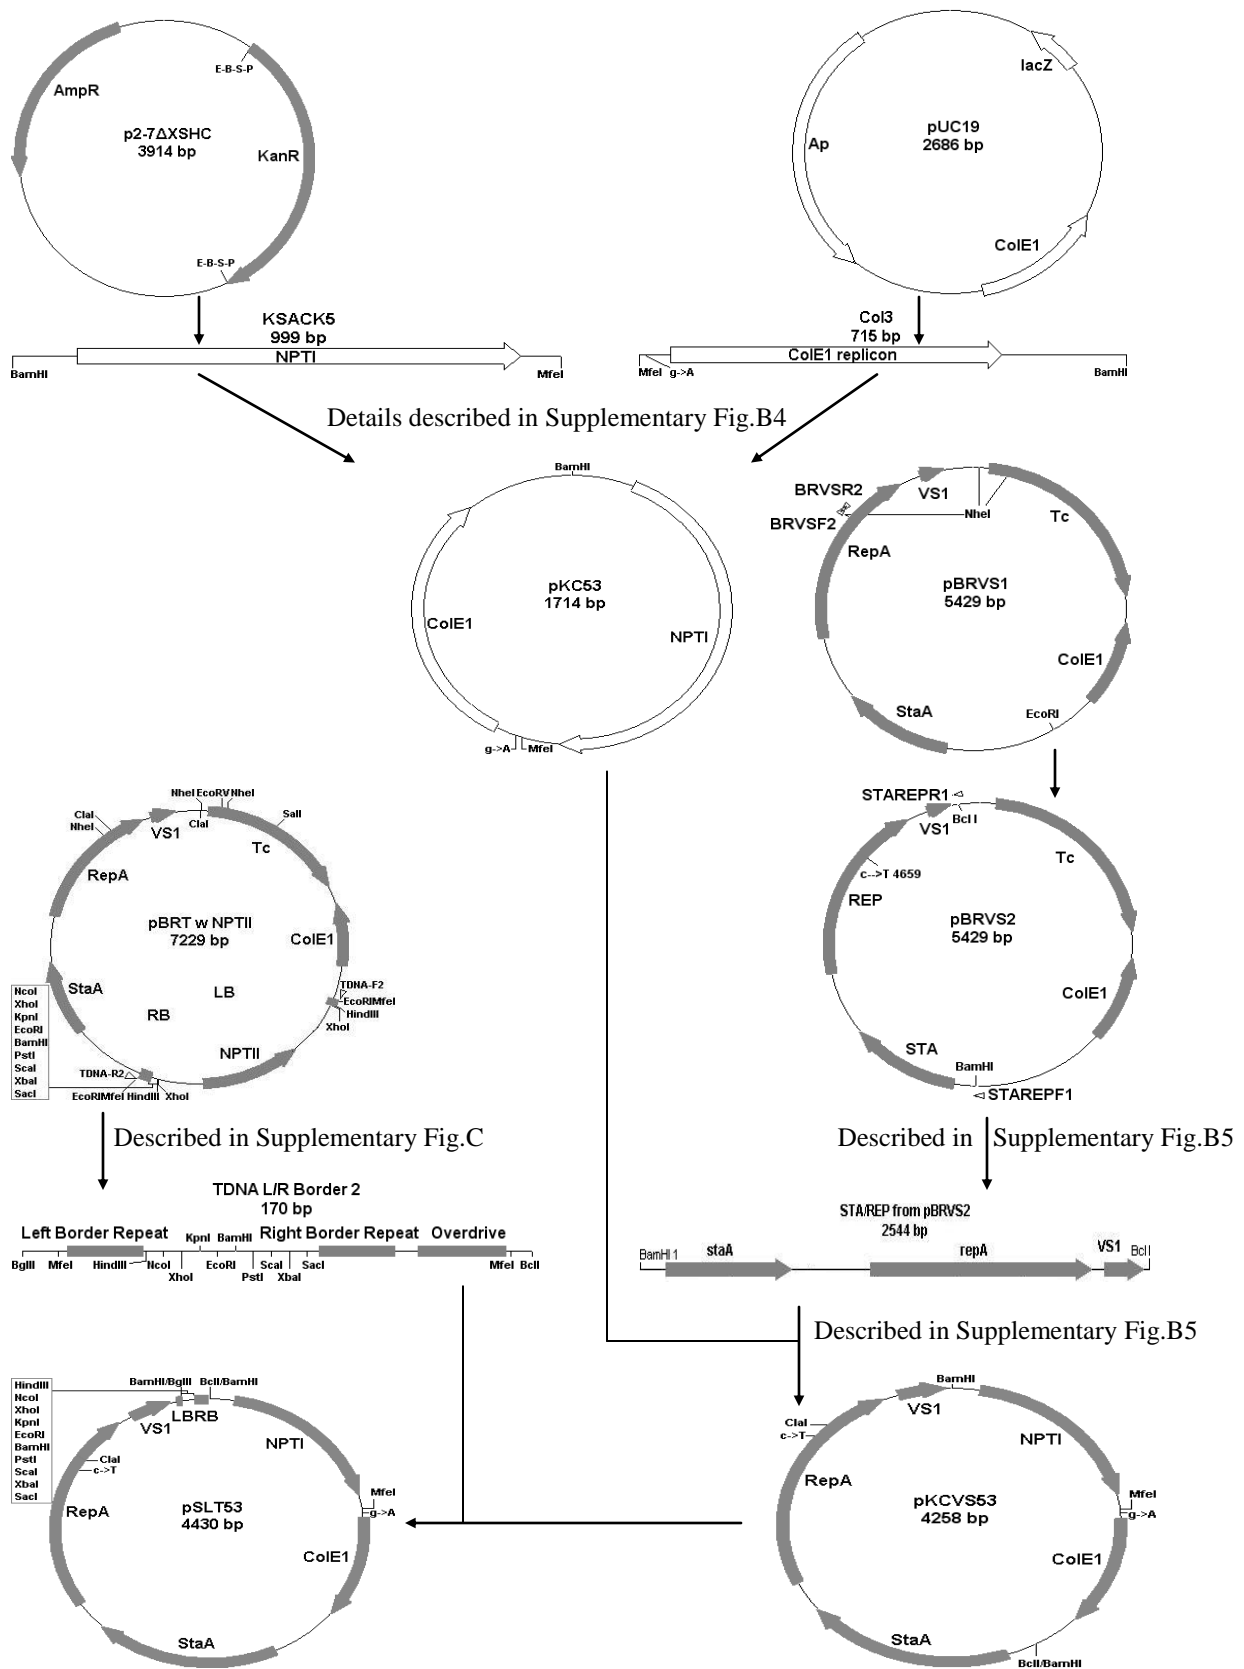 AmpR
E-B-S-P
p2-7ΔXSHC
3914 bp
KanR
E-B-S-P
lacZ
pUC19
2686 bp
Ap
ColE1
KSACK5
999 bp
NPTI
BamHI
MfeI
Col3
715 bp
ColE1 replicon
MfeI
g->A
BamHI
Details described in Supplementary Fig.B4
BamHI
pKC53
1714 bp
ColE1
NPTI
g->A
MfeI
BRVSR2
BRVSF2
VS1
NheI
Tc
RepA
pBRVS1
5429 bp
ColE1
StaA
EcoRI
STAREPR1
VS1
BclI
Tc
c-->T 4659
REP
pBRVS2
5429 bp
ColE1
STA
BamHI
STAREPF1
NheI EcoRV NheI
ClaI
NheI
VS1
ClaI
SalI
Tc
RepA
pBRT w NPTII
7229 bp
ColE1
StaA
LB
RB
NcoI
XhoI
KpnI
EcoRI
BamHI
PstI
ScaI
XbaI
SacI
TDNA-F2
EcoRIMfeI
HindIII
XhoI
NPTII
TDNA-R2
EcoRIMfeI HindIII XhoI
Described in Supplementary Fig.C
Described in Supplementary Fig.B5
TDNA L/R Border 2
170 bp
Left Border Repeat
KpnI
BamHI
Right Border Repeat
Overdrive
BglII
MfeI
HindIII
NcoI
XhoI
EcoRI
PstI
ScaI
XbaI
SacI
MfeI
BclI
STA/REP from pBRVS2
2544 bp
BamHI 1
staA
repA
VS1
BclI
Described in Supplementary Fig.B5
HindIII
NcoI
XhoI
KpnI
EcoRI
BamHI
PstI
ScaI
XbaI
SacI
BamHI/BglII
BclI/BamHI
VS1
LBRB
NPTI
ClaI
c->T
RepA
pSLT53
4430 bp
MfeI
g->A
ColE1
StaA
BamHI
VS1
ClaI
c->T
NPTI
RepA
pKCVS53
4258 bp
MfeI
g->A
ColE1
StaA
BclI/BamHI